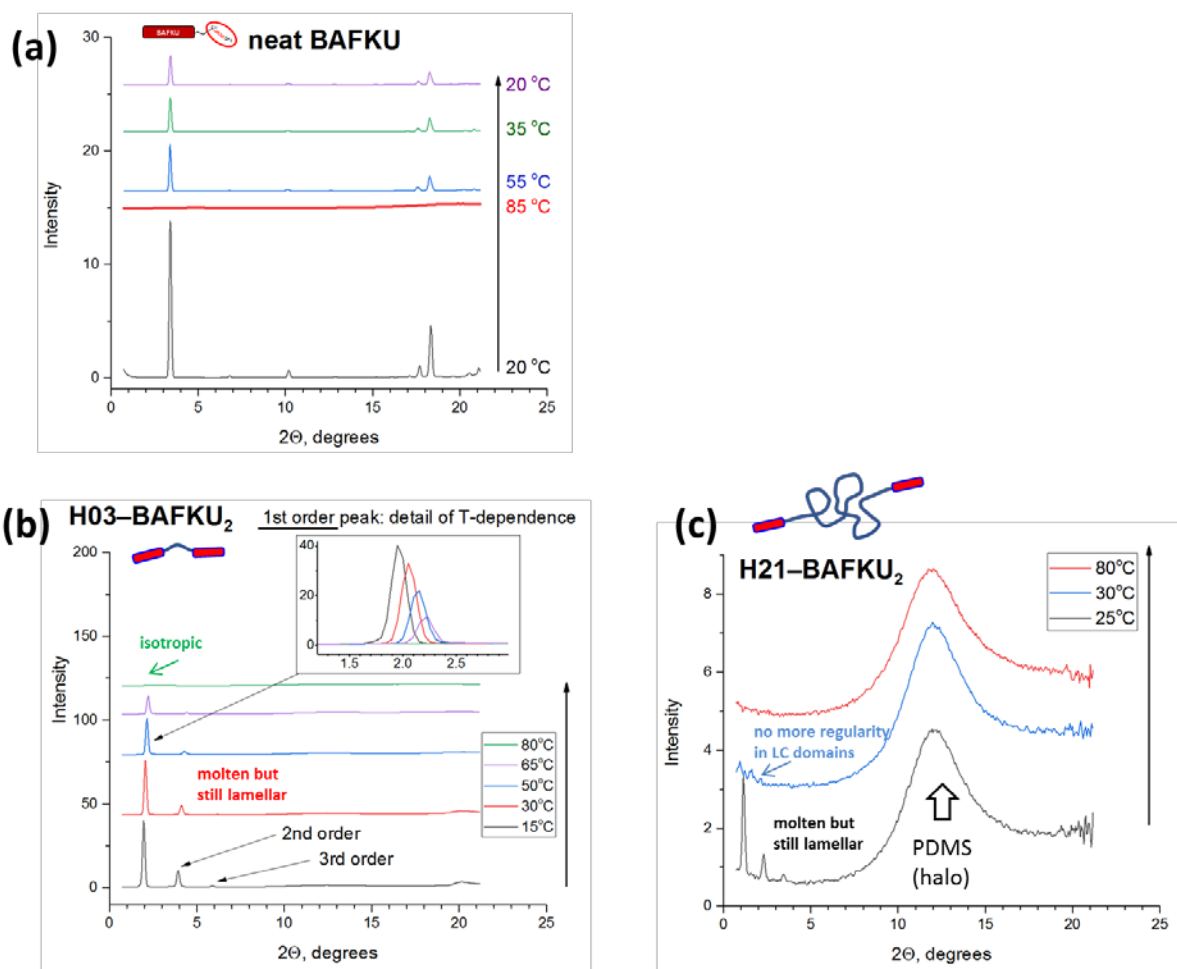 (a)
BAFKU
neat BAFKU
30
20
10
0
Intensity
20 °C
35 °C
55 °C
85 °C
20 °C
0 5 10 15 20 25
2Θ, degrees
(b)
H03–BAFKU₂
1st order peak: detail of T-dependence
200
150
100
50
0
Intensity
40
20
0
1.5 2.0 2.5
isotropic
molten but
still lamellar
2nd order
3rd order
80°C
65°C
50°C
30°C
15°C
0 5 10 15 20 25
2Θ, degrees
(c)
H21–BAFKU₂
8
6
4
2
0
Intensity
80°C
30°C
25°C
no more regularity
in LC domains
molten but
still lamellar
PDMS
(halo)
0 5 10 15 20 25
2Θ, degrees